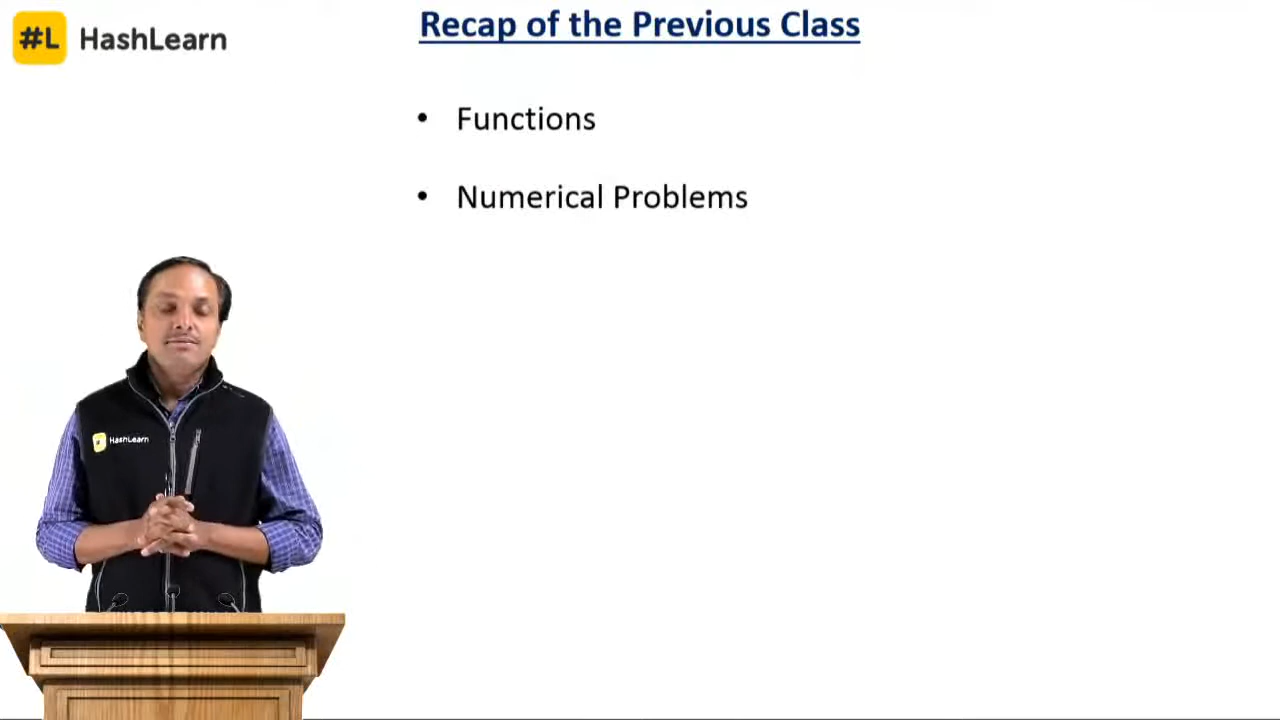 #L HashLearn
Recap of the Previous Class
• Functions
• Numerical Problems
# HashLearn